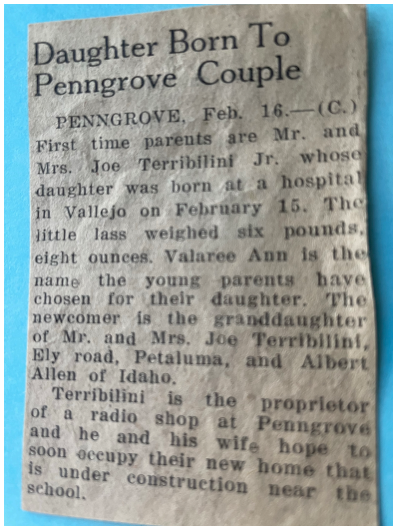 Daughter Born To
Penngrove Couple
PENNGROVE, Feb. 16.—(C.)
First time parents are Mr. and
Mrs. Joe Terribilini Jr. whose
daughter was born at a hospital
in Vallejo on February 15. The
little lass weighed six pounds,
eight ounces. Valaree Ann is the
name the young parents have
chosen for their daughter. The
newcomer is the granddaughter
of Mr. and Mrs. Joe Terribilini,
Ely road, Petaluma, and Albert
Allen of Idaho.
Terribilini is the proprietor
of a radio shop at Penngrove
and he and his wife hope to
soon occupy their new home that
is under construction near the
school.